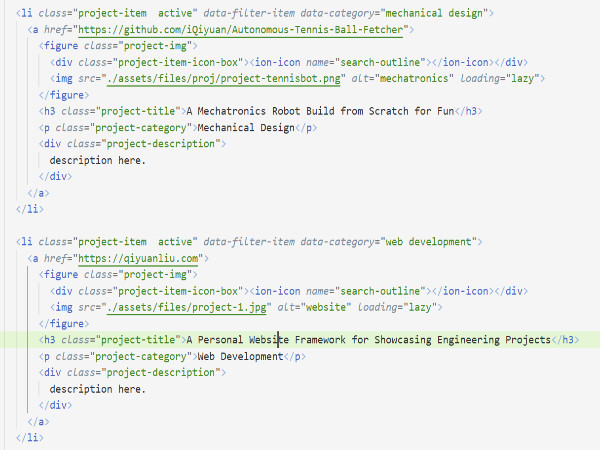 <li class="project-item  active" data-filter-item data-category="mechanical design">
<a href="https://github.com/iQiyuan/Autonomous-Tennis-Ball-Fetcher">
<figure class="project-img">
<div class="project-item-icon-box"><ion-icon name="search-outline"></ion-icon></div>
<img src="./assets/files/proj/project-tennisbot.png" alt="mechatronics" loading="lazy">
</figure>
<h3 class="project-title">A Mechatronics Robot Build from Scratch for Fun</h3>
<p class="project-category">Mechanical Design</p>
<div class="project-description">
description here.
</div>
</a>
</li>
<li class="project-item  active" data-filter-item data-category="web development">
<a href="https://qiyuanliu.com">
<figure class="project-img">
<div class="project-item-icon-box"><ion-icon name="search-outline"></ion-icon></div>
<img src="./assets/files/project-1.jpg" alt="website" loading="lazy">
</figure>
<h3 class="project-title">A Personal Website Framework for Showcasing Engineering Projects</h3>
<p class="project-category">Web Development</p>
<div class="project-description">
description here.
</div>
</a>
</li>